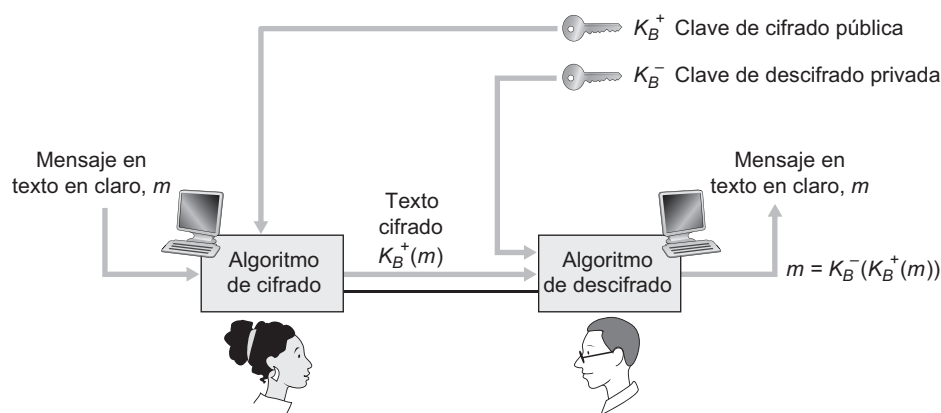 K_B^+ Clave de cifrado pública
K_B^- Clave de descifrado privada
Mensaje en
texto en claro, m
Mensaje en
texto en claro, m
Texto
cifrado
K_B^+(m)
Algoritmo
de cifrado
Algoritmo
de descifrado
m = K_B^-(K_B^+(m))